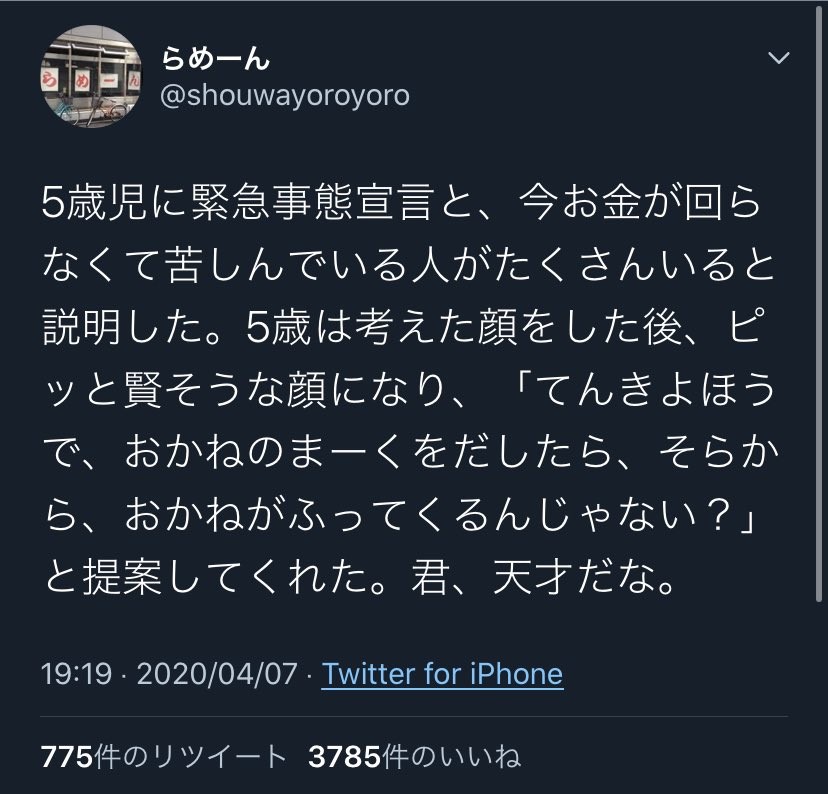 らめーん
@shouwayoroyoro
らめーん
5歳児に緊急事態宣言と、今お金が回ら
なくて苦しんでいる人がたくさんいると
説明した。5歳は考えた顔をした後、ピ
ッと賢そうな顔になり、「てんきよほう
で、おかねのまーくをだしたら、そらか
ら、おかねがふってくるんじゃない？」
と提案してくれた。君、天才だな。
19:19 · 2020/04/07 · Twitter for iPhone
775件のリツイート 3785件のいいね